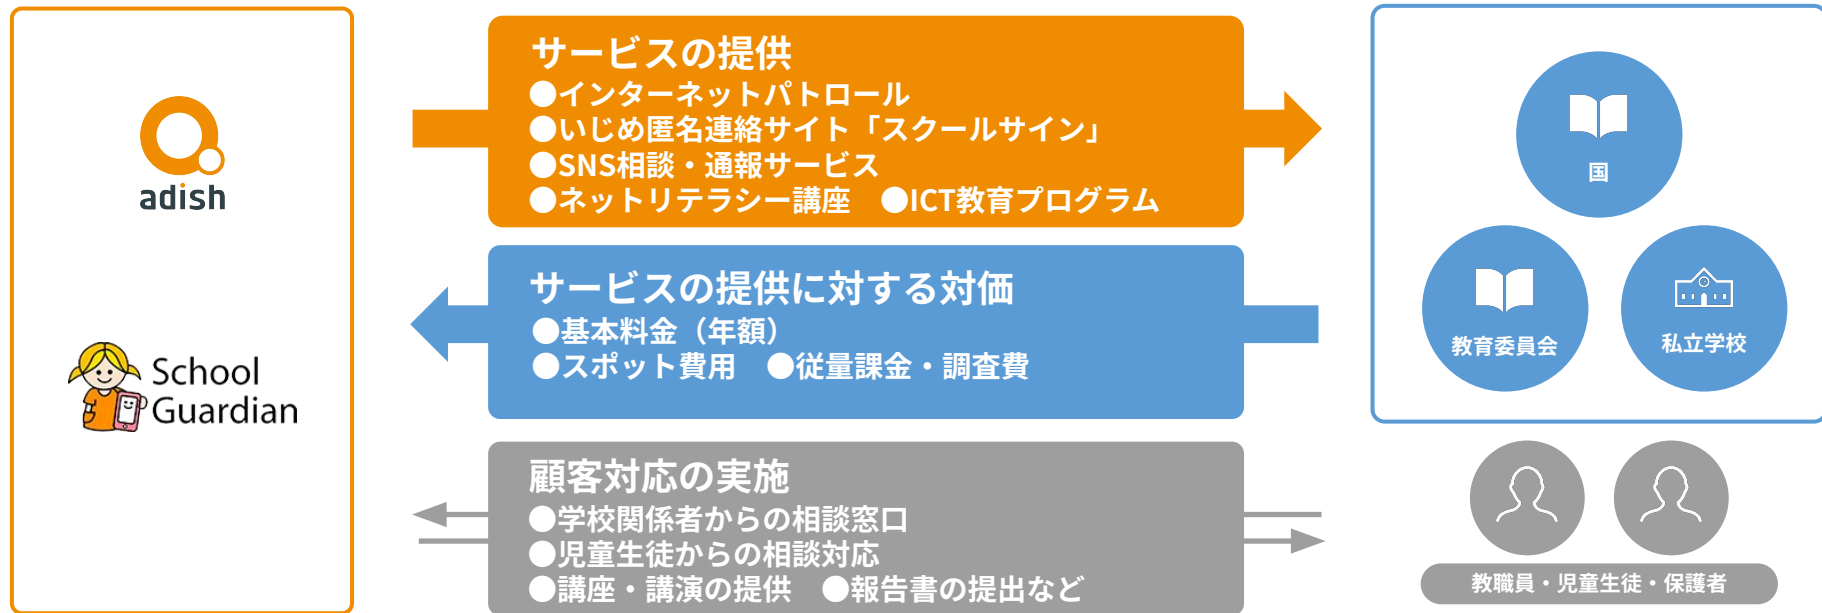 adish
School
Guardian
サービスの提供
●インターネットパトロール
●いじめ匿名連絡サイト「スクールサイン」
●SNS相談・通報サービス
●ネットリテラシー講座 ●ICT教育プログラム
サービスの提供に対する対価
●基本料金（年額）
●スポット費用 ●従量課金・調査費
顧客対応の実施
●学校関係者からの相談窓口
●児童生徒からの相談対応
●講座・講演の提供 ●報告書の提出など
国
教育委員会
私立学校
教職員・児童生徒・保護者